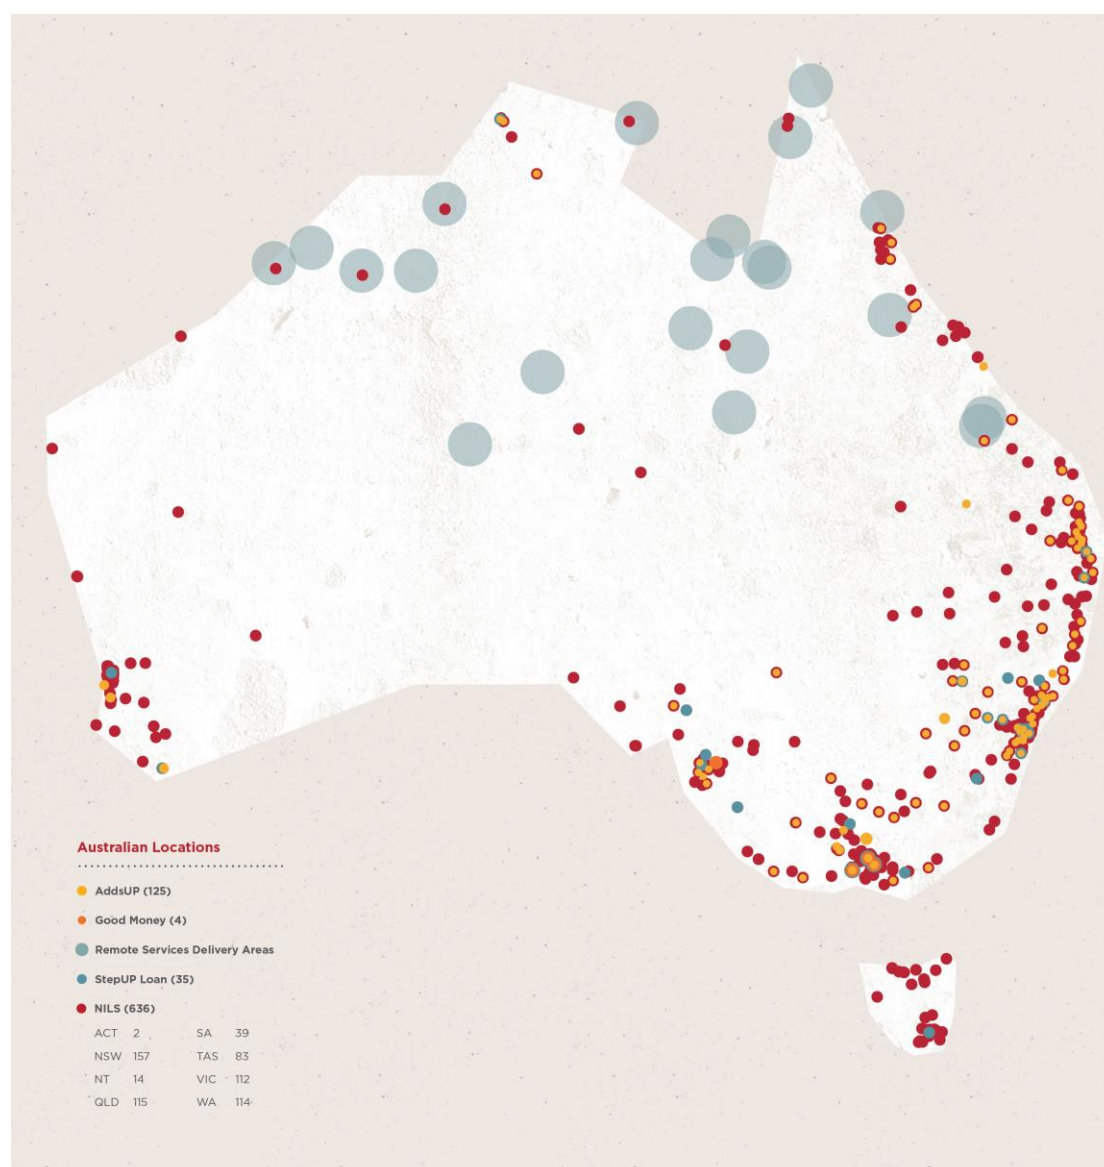 Australian Locations
AddsUP (125)
Good Money (4)
Remote Services Delivery Areas
StepUP Loan (35)
NILS (636)
ACT 2 SA 39
NSW 157 TAS 83
NT 14 VIC 112
QLD 115 WA 114